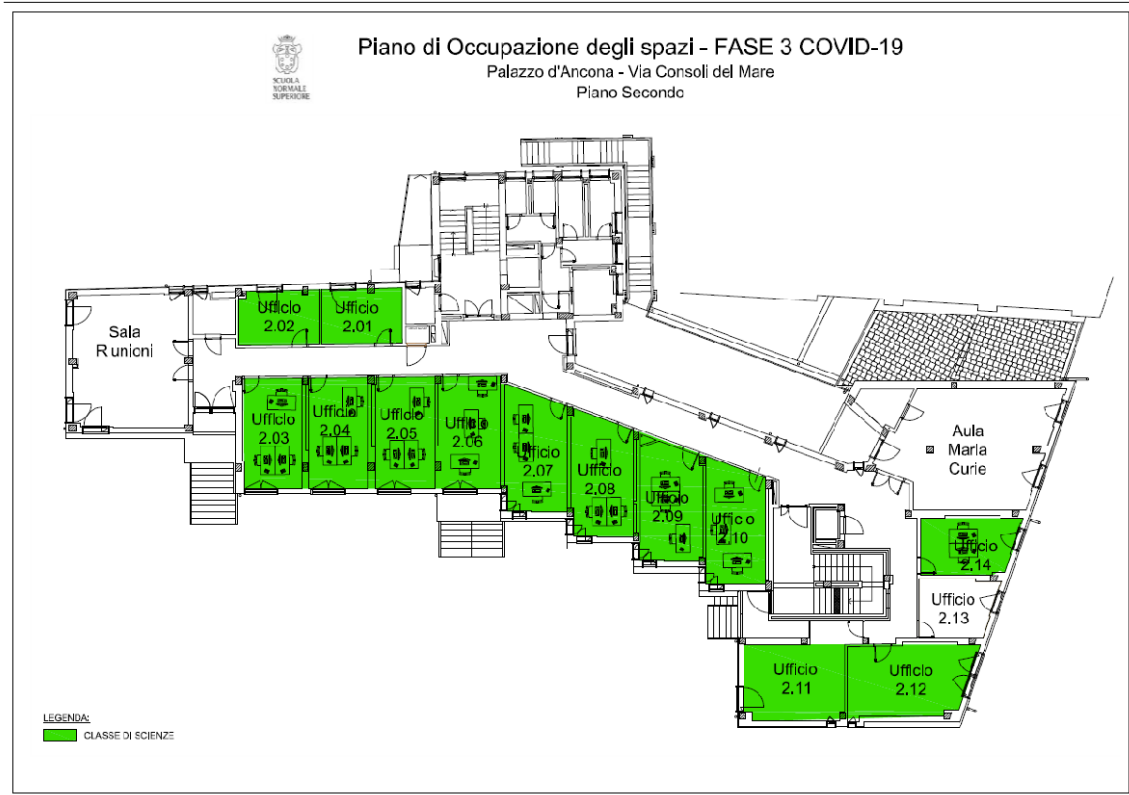 SCUOLA
NORMALE
SUPERIORE
Piano di Occupazione degli spazi - FASE 3 COVID-19
Palazzo d'Ancona - Via Consoli del Mare
Piano Secondo
Sala
Riunioni
Ufficio
2.02
Ufficio
2.01
Ufficio
2.03
Ufficio
2.04
Ufficio
2.05
Ufficio
2.06
Ufficio
2.07
Ufficio
2.08
Ufficio
2.09
Ufficio
2.10
Aula
Maria
Curie
Ufficio
2.14
Ufficio
2.13
Ufficio
2.11
Ufficio
2.12
LEGENDA:
CLASSE DI SCIENZE